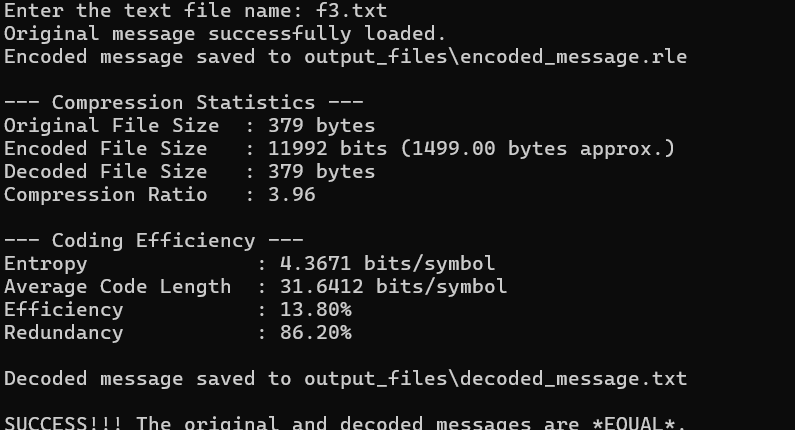 Enter the text file name: f3.txt
Original message successfully loaded.
Encoded message saved to output_files\encoded_message.rle
--- Compression Statistics ---
Original File Size  : 379 bytes
Encoded File Size   : 11992 bits (1499.00 bytes approx.)
Decoded File Size   : 379 bytes
Compression Ratio   : 3.96
--- Coding Efficiency ---
Entropy              : 4.3671 bits/symbol
Average Code Length  : 31.6412 bits/symbol
Efficiency           : 13.80%
Redundancy           : 86.20%
Decoded message saved to output_files\decoded_message.txt
SUCCESS!!! The original and decoded messages are *EQUAL*.